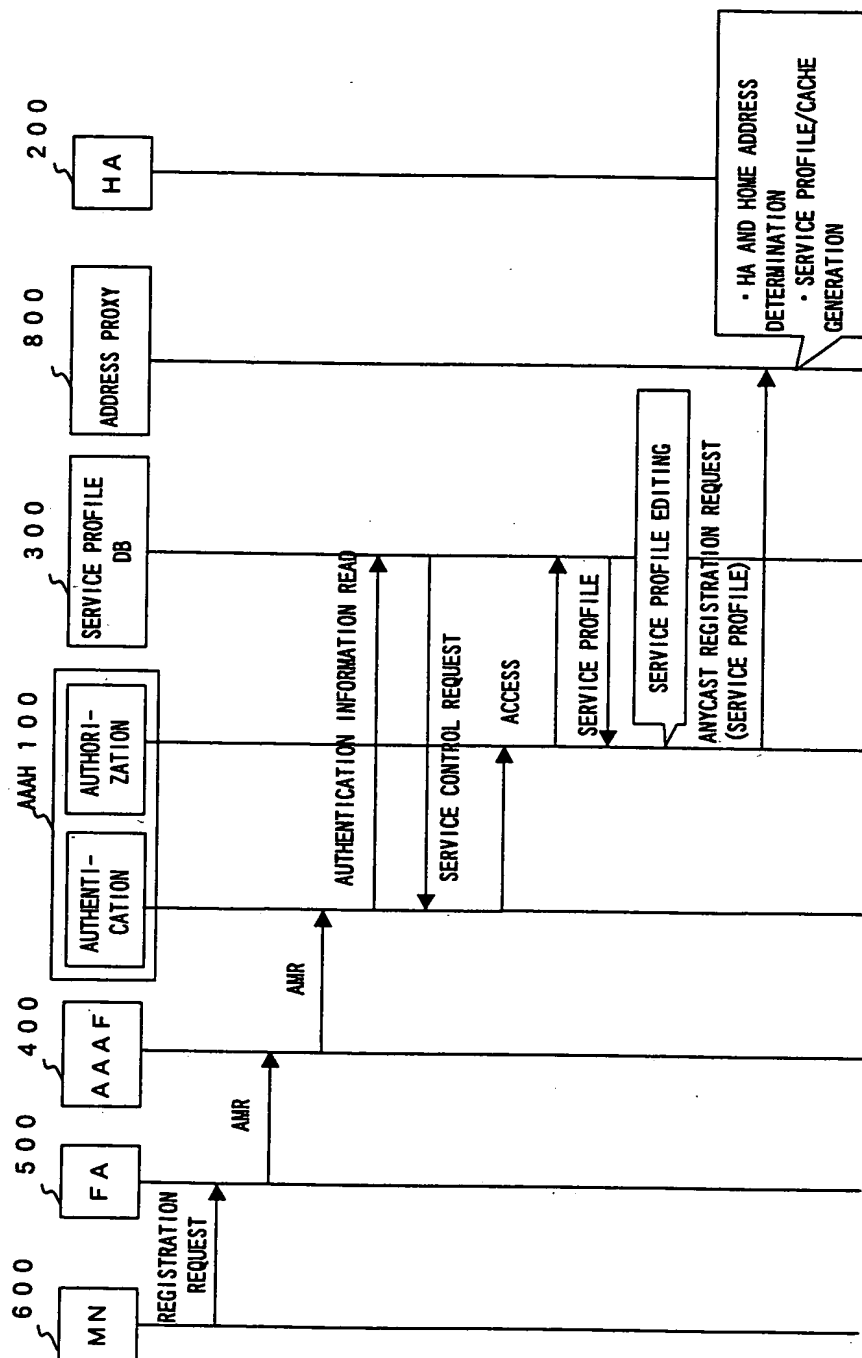 600
MN
500
FA
400
AAAF
AAAH 100
AUTHENTI-
CATION
AUTHORI-
ZATION
300
SERVICE PROFILE
DB
800
ADDRESS PROXY
200
HA
REGISTRATION
REQUEST
AMR
AMR
AUTHENTICATION INFORMATION READ
SERVICE CONTROL REQUEST
ACCESS
SERVICE PROFILE
SERVICE PROFILE EDITING
ANYCAST REGISTRATION REQUEST
(SERVICE PROFILE)
・HA AND HOME ADDRESS
DETERMINATION
・SERVICE PROFILE/CACHE
GENERATION